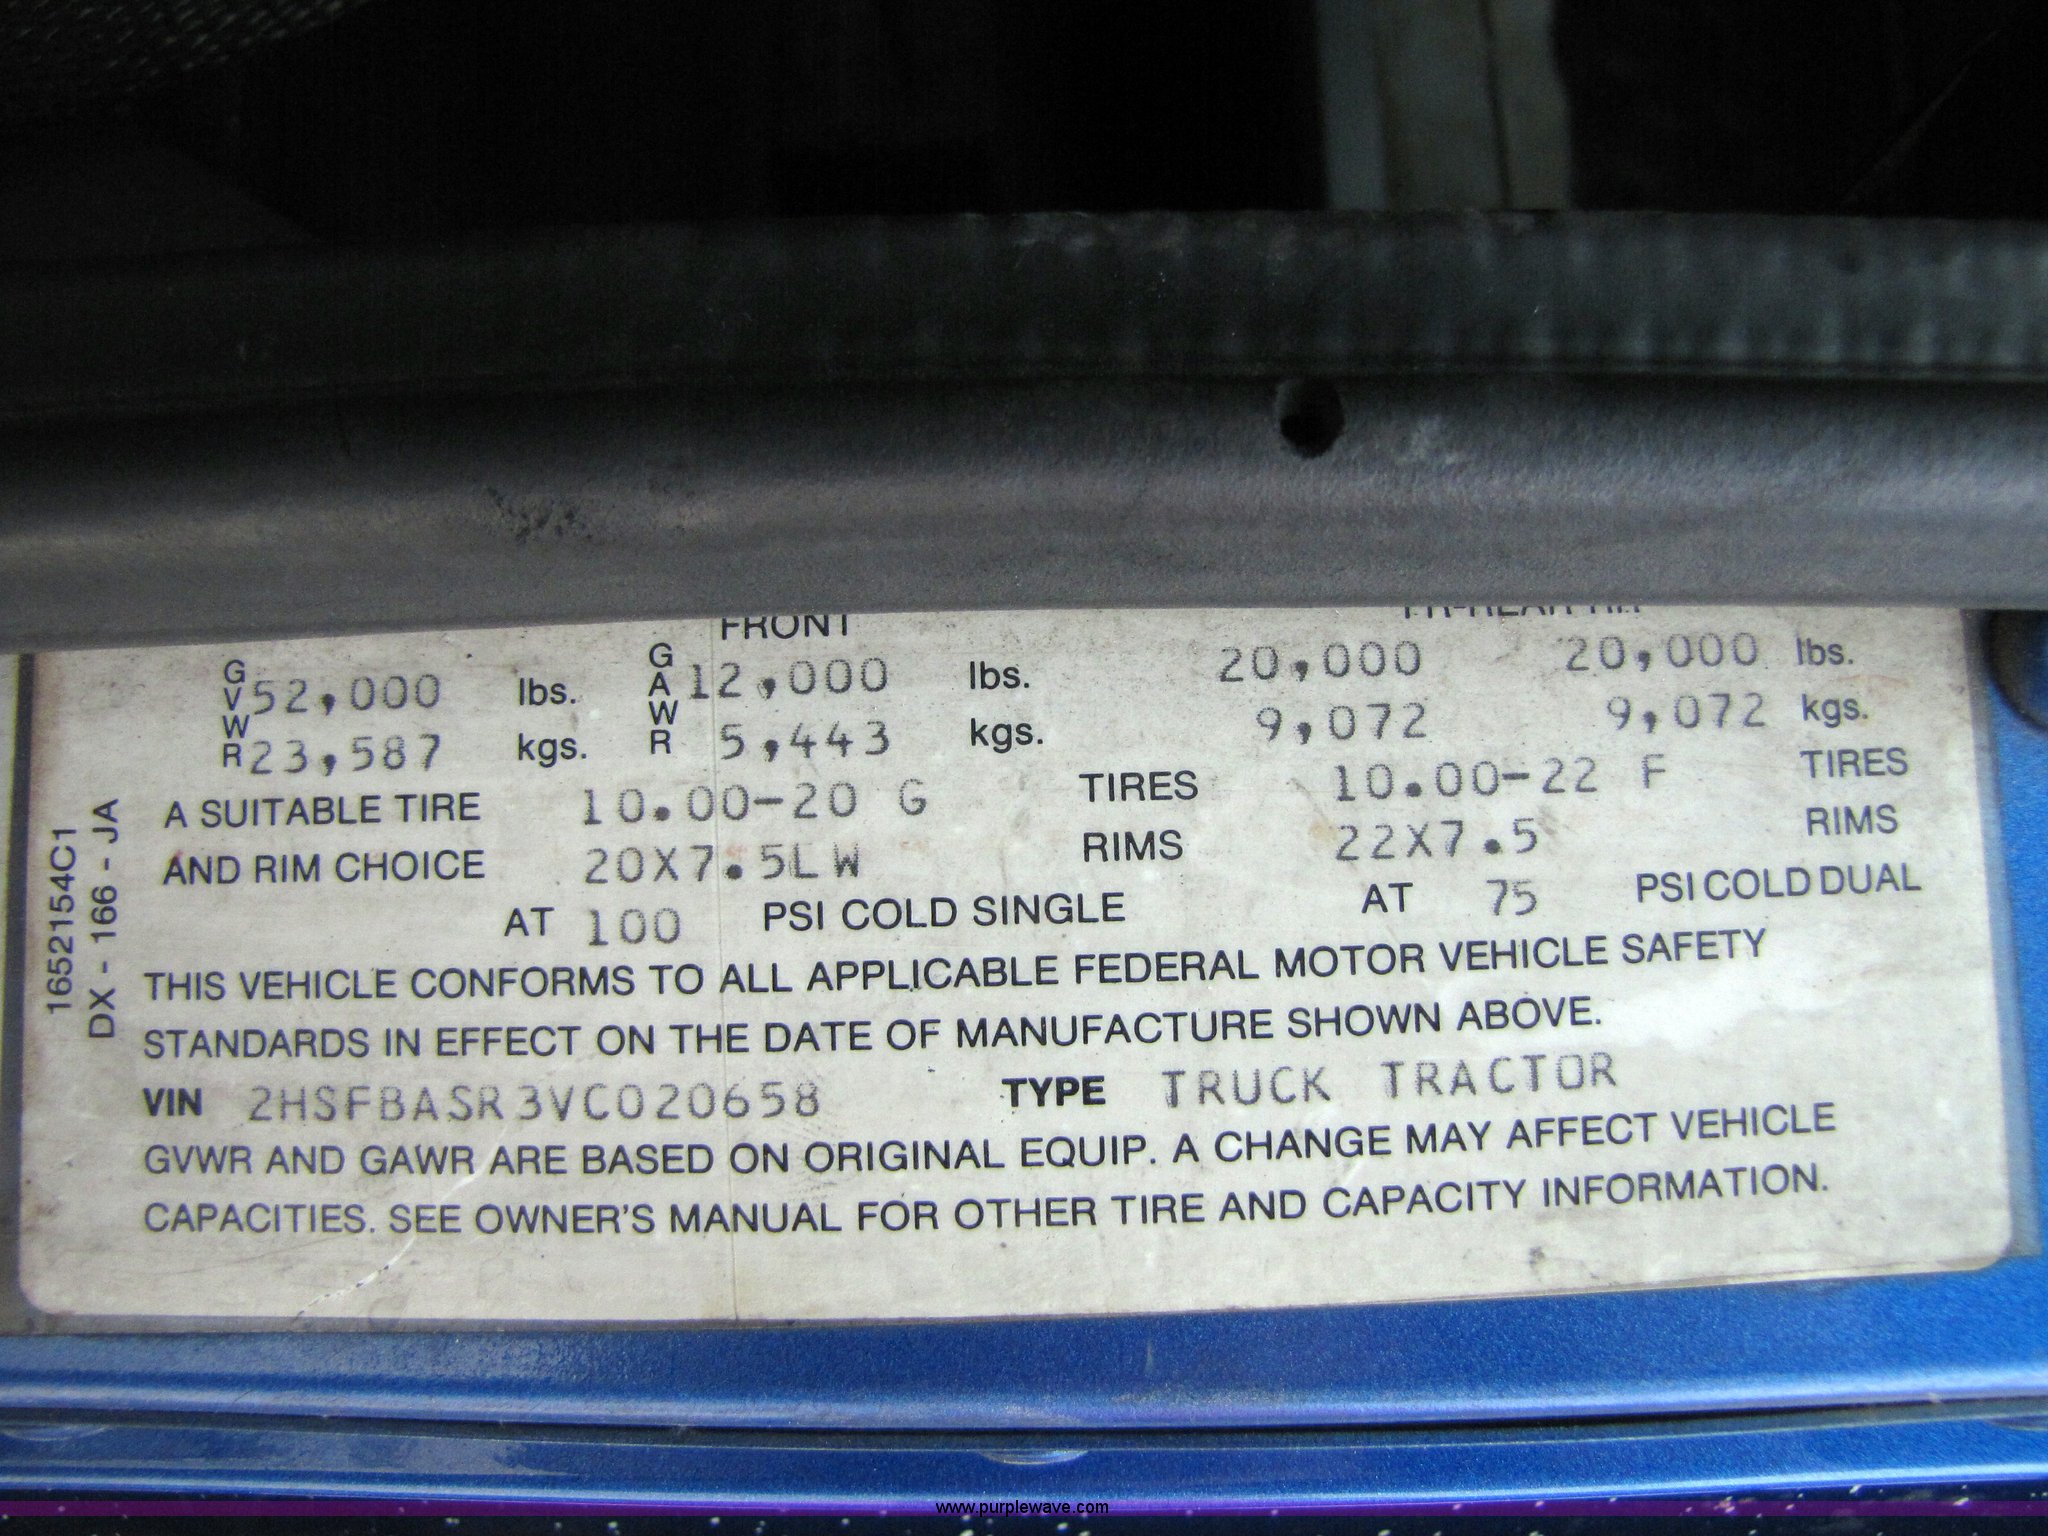 FRONT
GVWR 52,000 lbs. GAWR 12,000 lbs. 20,000 20,000 lbs.
23,587 kgs. 5,443 kgs. 9,072 9,072 kgs.
A SUITABLE TIRE 10.00-20 G TIRES 10.00-22 F TIRES
AND RIM CHOICE 20X7.5LW RIMS 22X7.5 RIMS
AT 100 PSI COLD SINGLE AT 75 PSI COLD DUAL
THIS VEHICLE CONFORMS TO ALL APPLICABLE FEDERAL MOTOR VEHICLE SAFETY
STANDARDS IN EFFECT ON THE DATE OF MANUFACTURE SHOWN ABOVE.
VIN 2HSFBASR3VC020658 TYPE TRUCK TRACTOR
GVWR AND GAWR ARE BASED ON ORIGINAL EQUIP. A CHANGE MAY AFFECT VEHICLE
CAPACITIES. SEE OWNER'S MANUAL FOR OTHER TIRE AND CAPACITY INFORMATION.
1652154C1
DX - 166 - JA
www.purplewave.com